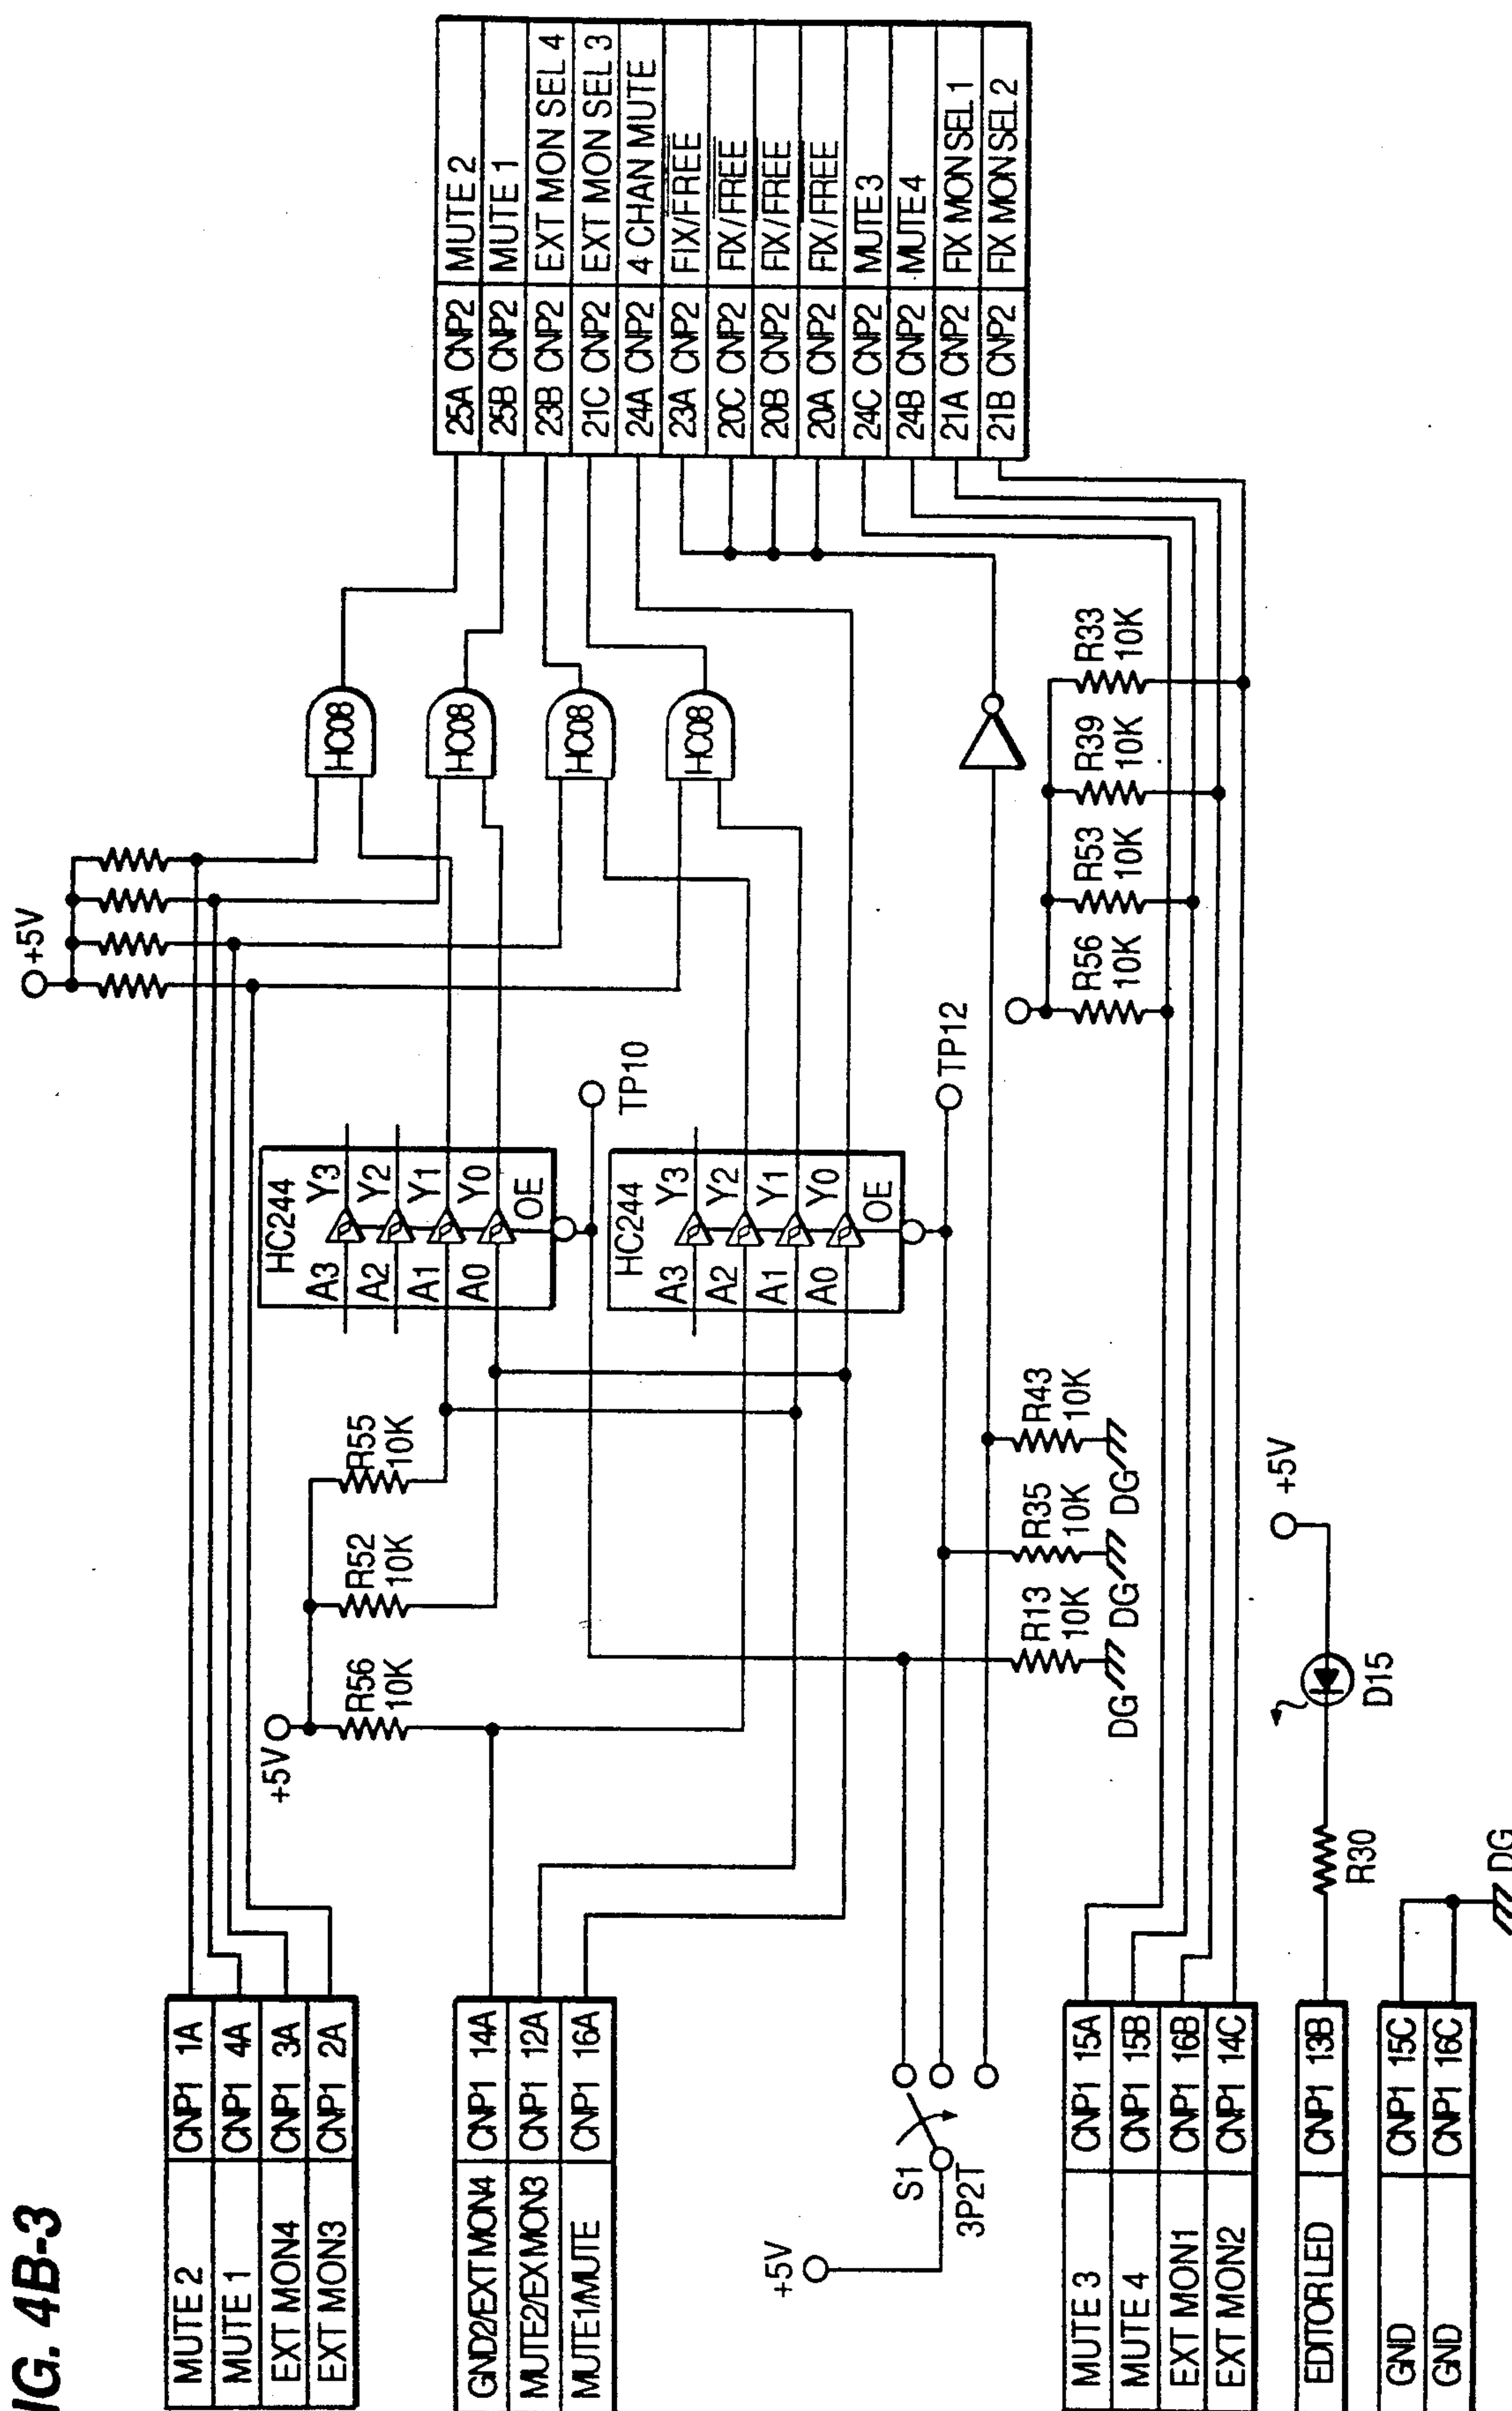 IG. 4B-3
MUTE 2 CNP1 1A
MUTE 1 CNP1 4A
EXT MON4 CNP1 3A
EXT MON3 CNP1 2A
GND2/EXT MON4 CNP1 14A
MUTE2/EX MON3 CNP1 12A
MUTE1/MUTE CNP1 16A
+5V
S1
3P2T
MUTE 3 CNP1 15A
MUTE 4 CNP1 15B
EXT MON1 CNP1 16B
EXT MON2 CNP1 14C
EDITOR LED CNP1 13B
GND CNP1 15C
GND CNP1 16C
DG
R30
D15
+5V
+5V
R56
10K
R52
10K
R55
10K
R13
10K
DG
R35
10K
DG
R43
10K
DG
HC244
A3 Y3
A2 Y2
A1 Y1
A0 Y0
OE
TP10
HC244
A3 Y3
A2 Y2
A1 Y1
A0 Y0
OE
TP12
+5V
HC08
HC08
HC08
HC08
R56
10K
R53
10K
R39
10K
R33
10K
25A CNP2 MUTE 2
25B CNP2 MUTE 1
23B CNP2 EXT MON SEL 4
21C CNP2 EXT MON SEL 3
24A CNP2 4 CHAN MUTE
23A CNP2 FIX/FREE
20C CNP2 FIX/FREE
20B CNP2 FIX/FREE
20A CNP2 FIX/FREE
24C CNP2 MUTE 3
24B CNP2 MUTE 4
21A CNP2 FIX MON SEL 1
21B CNP2 FIX MON SEL 2